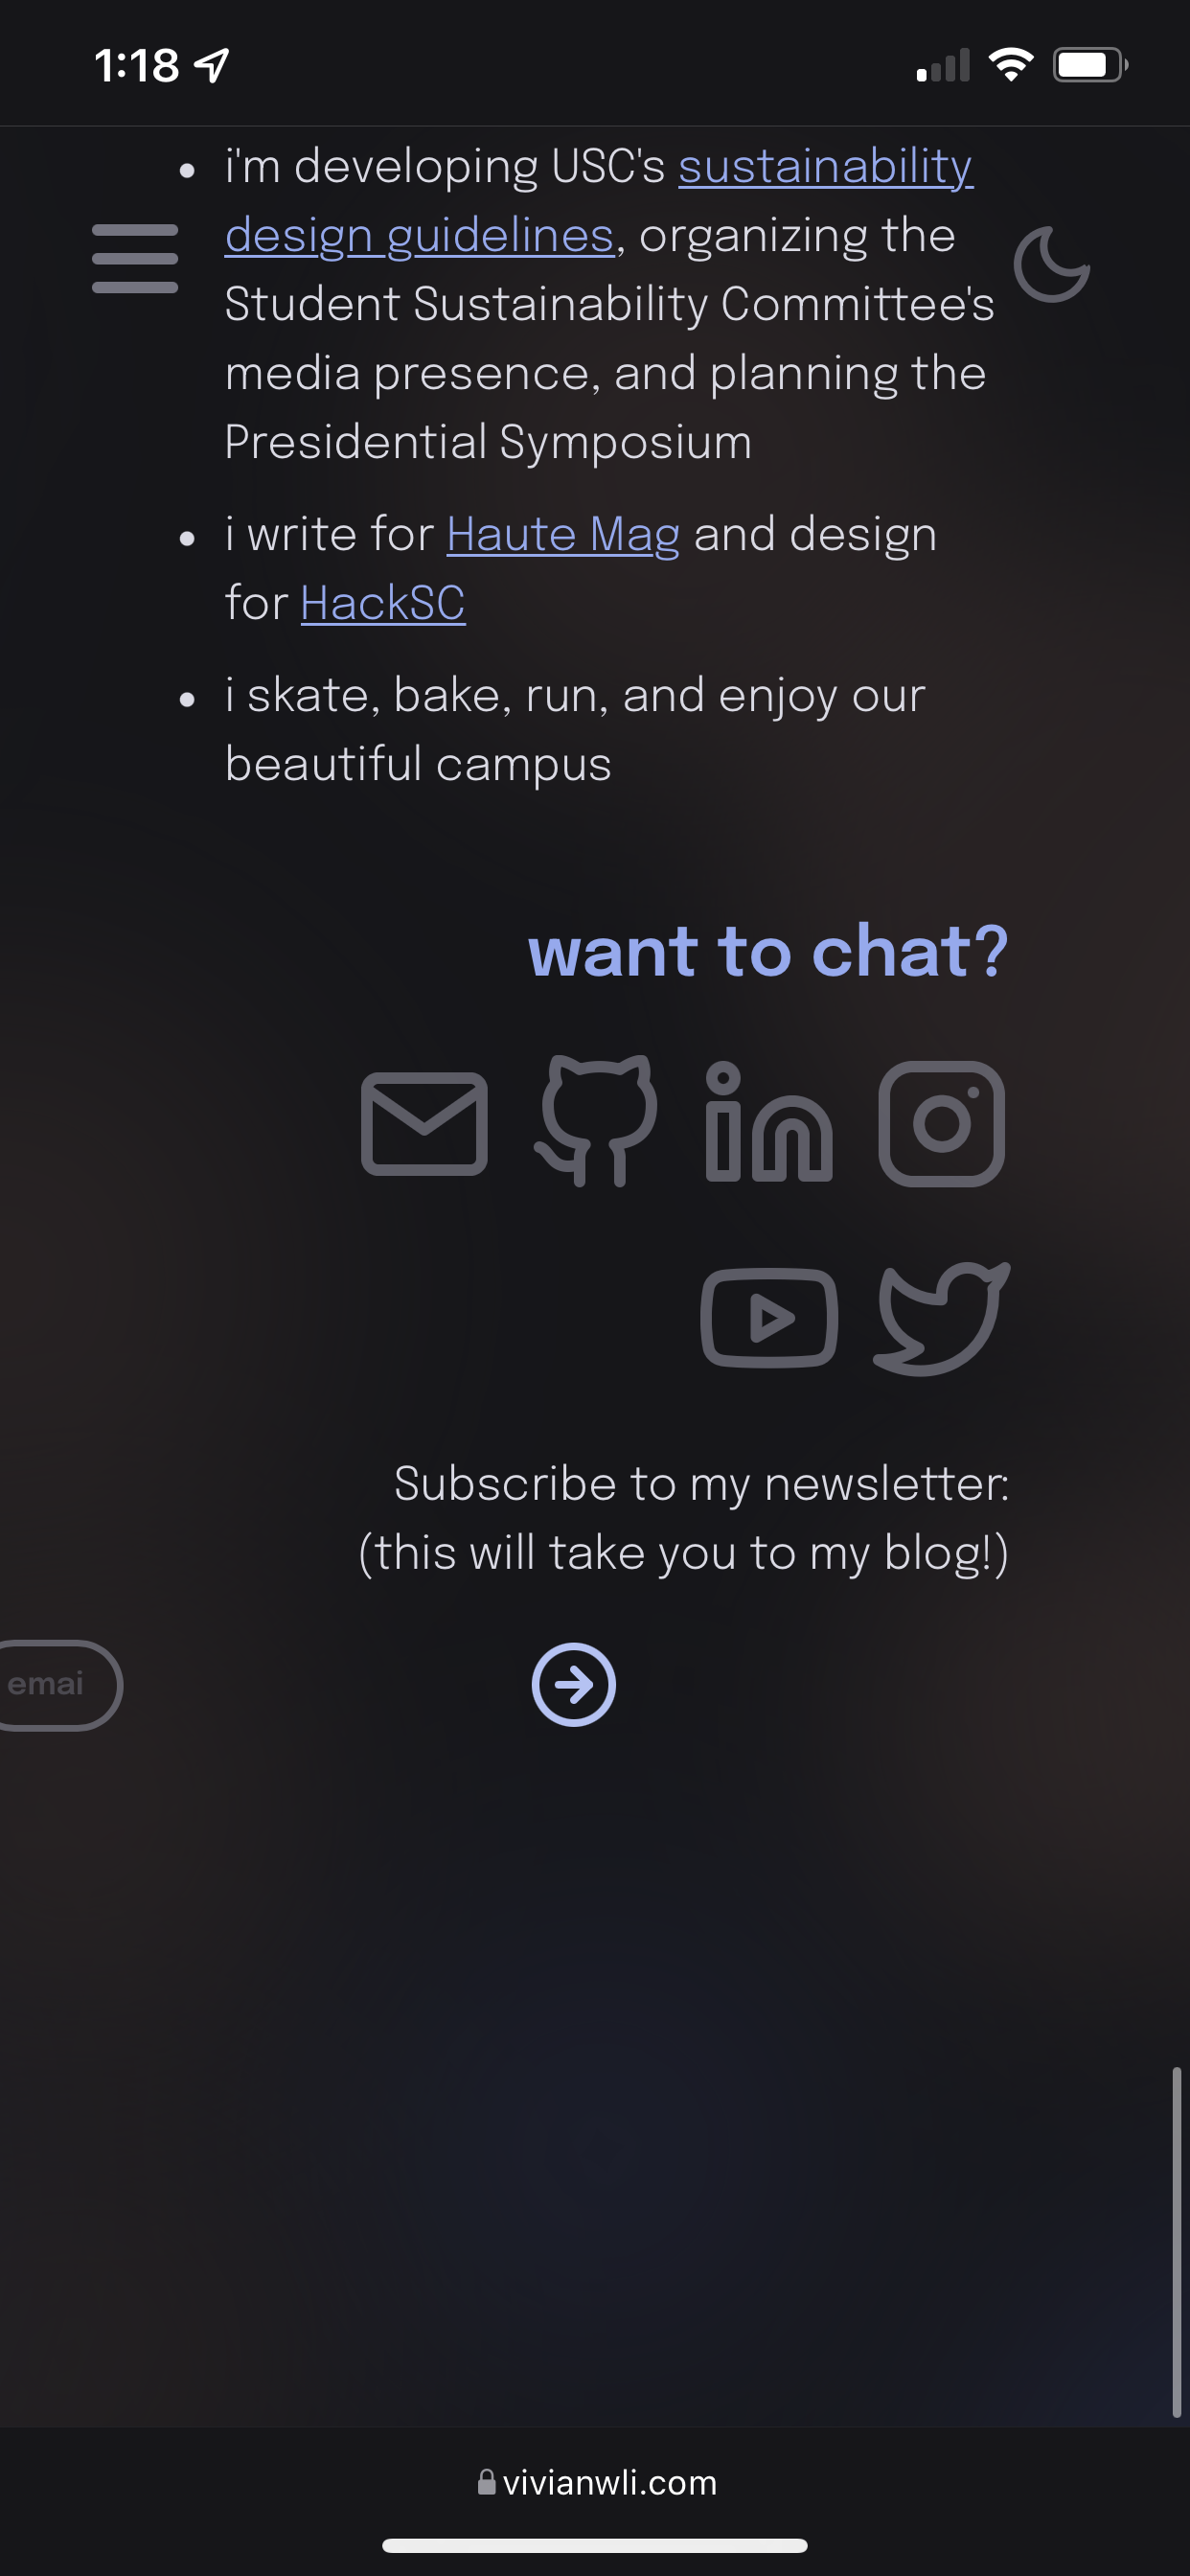 1:18
i'm developing USC's sustainability
design guidelines, organizing the
Student Sustainability Committee's
media presence, and planning the
Presidential Symposium
i write for Haute Mag and design
for HackSC
i skate, bake, run, and enjoy our
beautiful campus
want to chat?
Subscribe to my newsletter:
(this will take you to my blog!)
emai
vivianwli.com